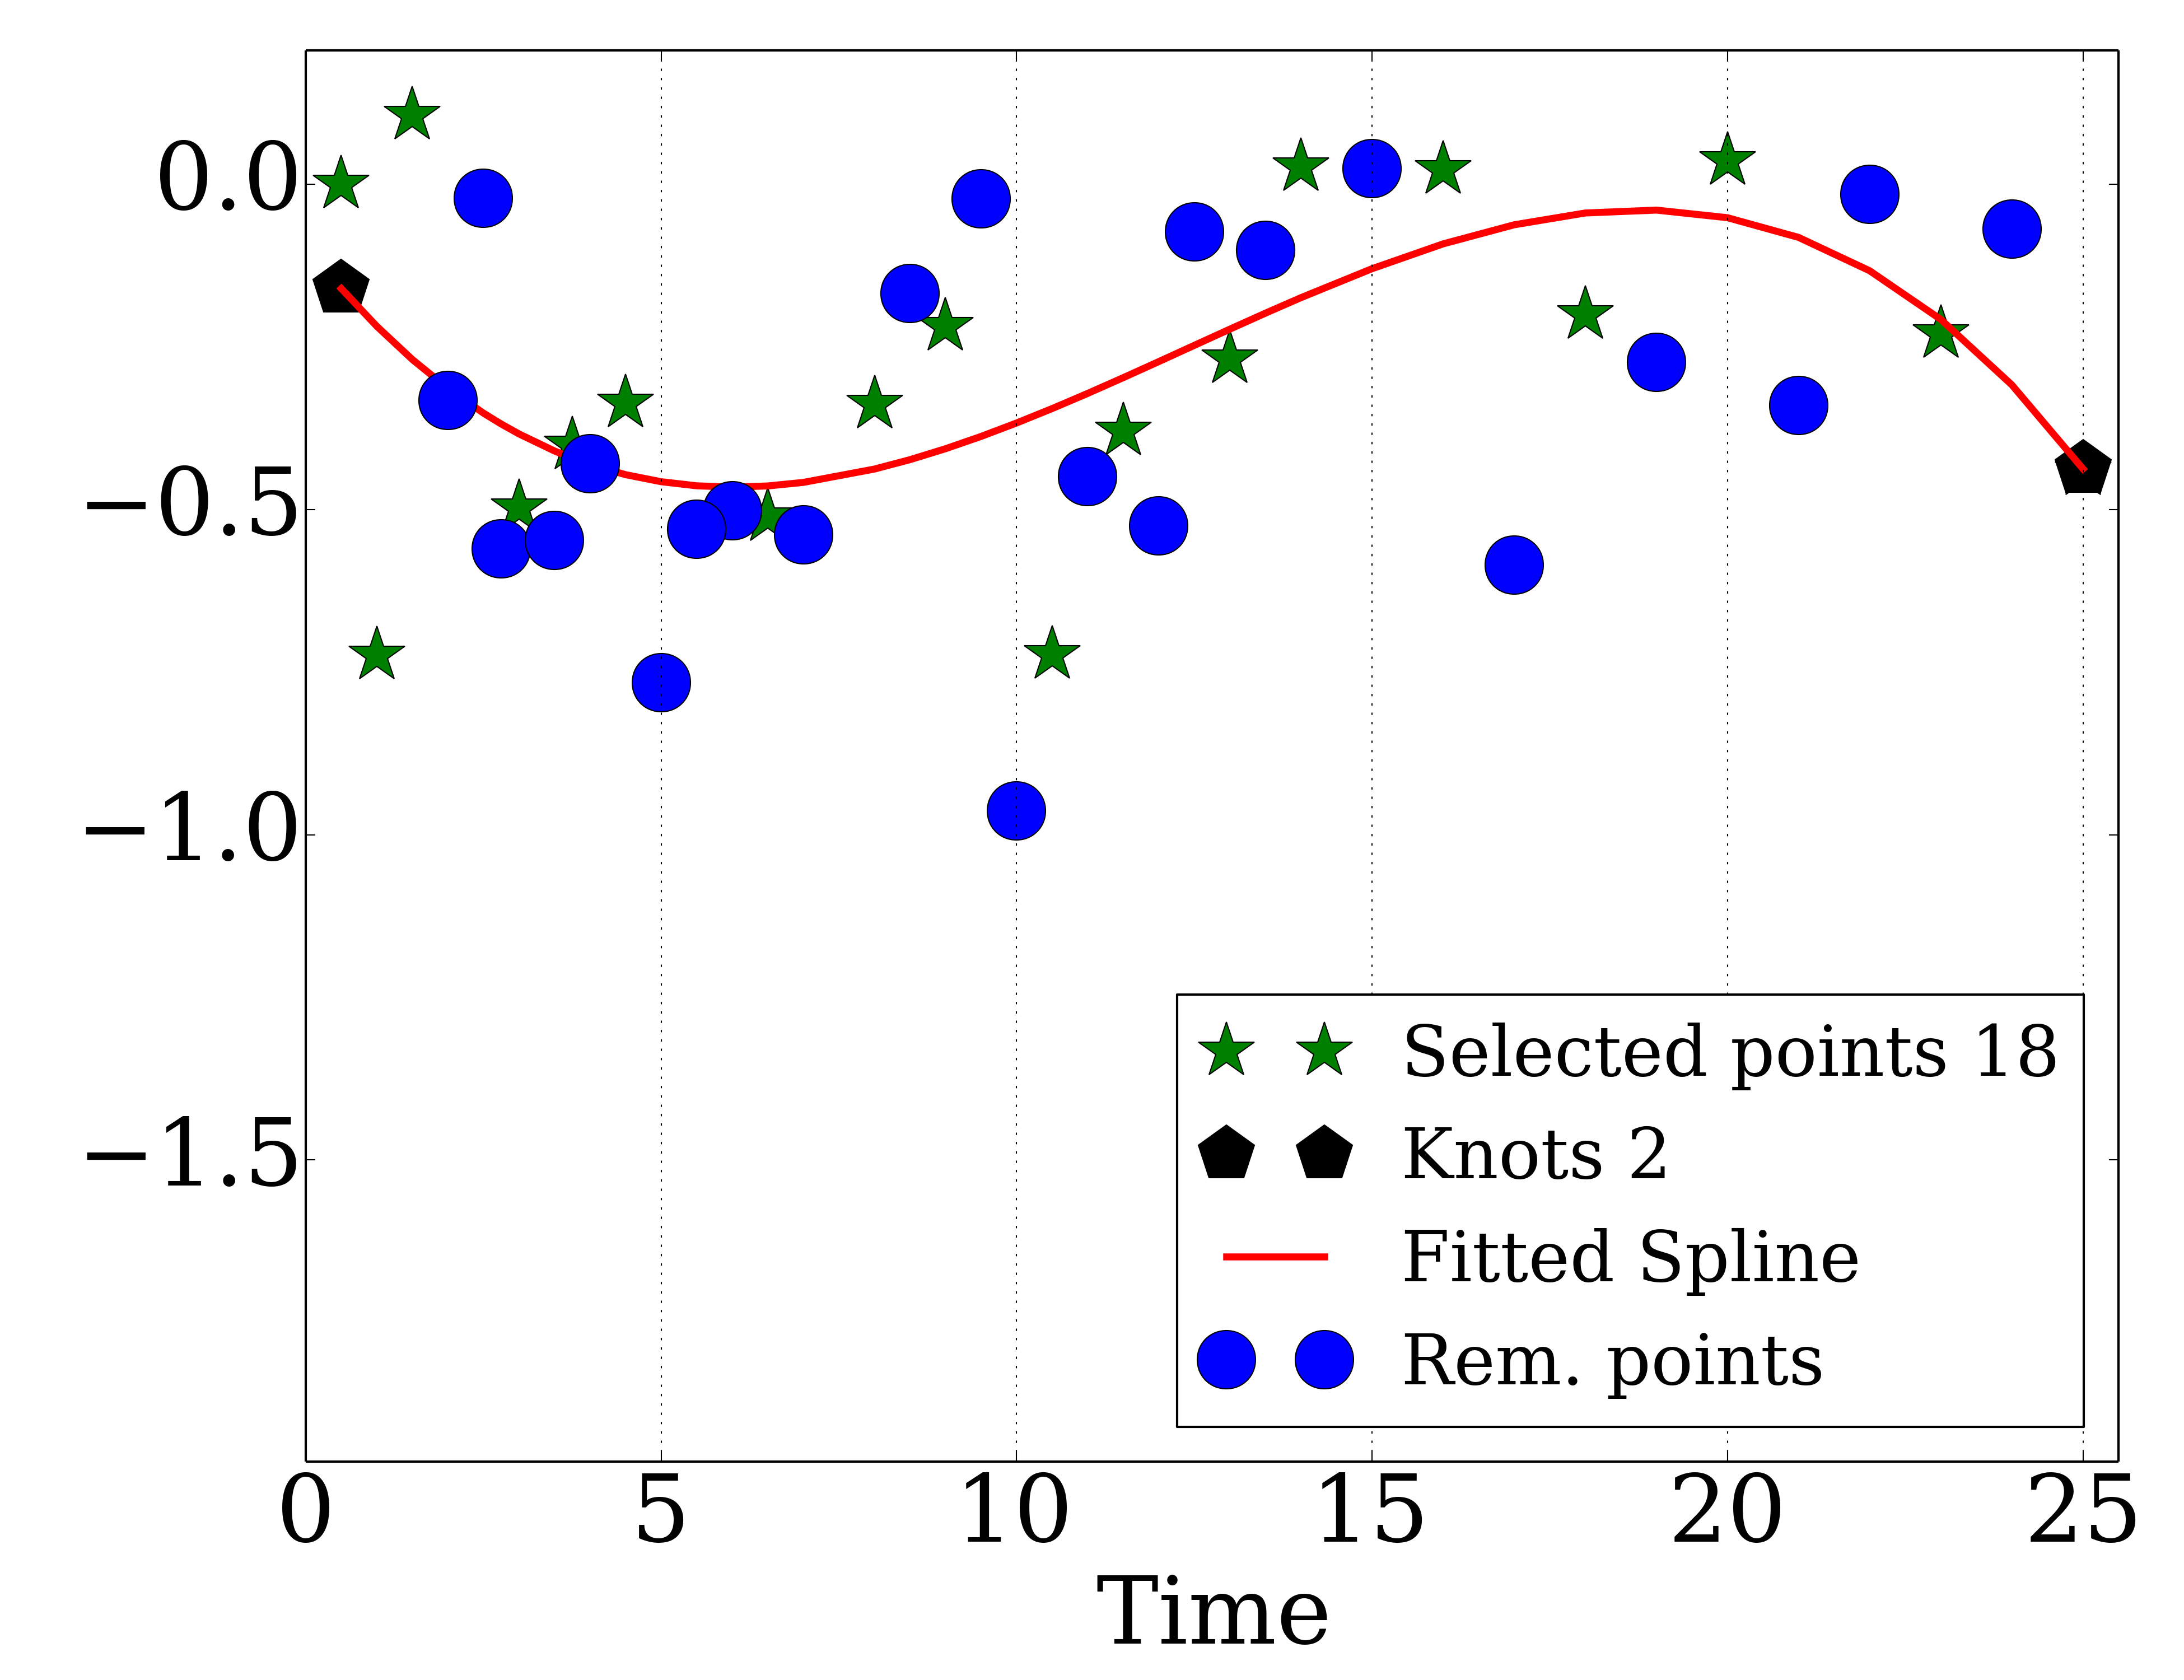 0.0
−0.5
−1.0
−1.5
Selected points 18
Knots 2
Fitted Spline
Rem. points
0 5 10 15 20 25
Time